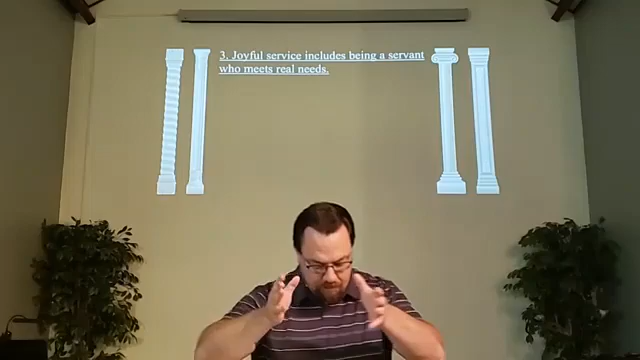 3. Joyful service includes being a servant
who meets real needs.